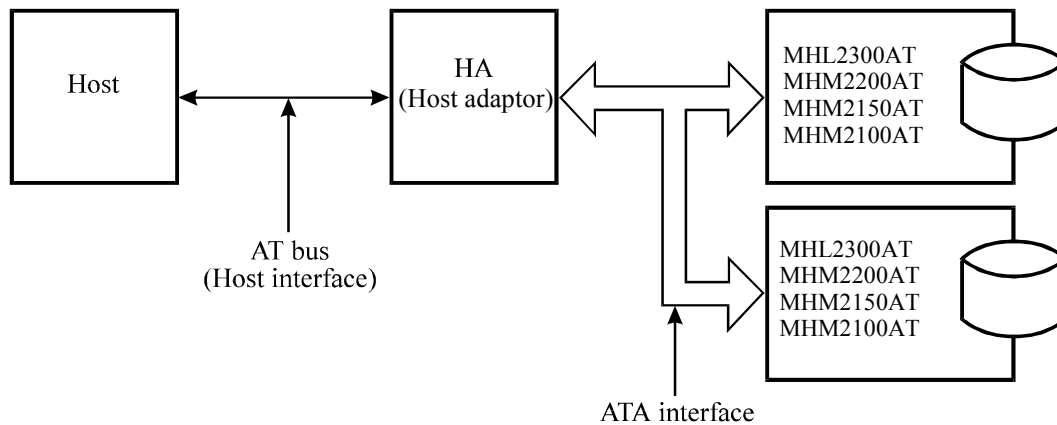 Host
HA
(Host adaptor)
MHL2300AT
MHM2200AT
MHM2150AT
MHM2100AT
AT bus
(Host interface)
MHL2300AT
MHM2200AT
MHM2150AT
MHM2100AT
ATA interface